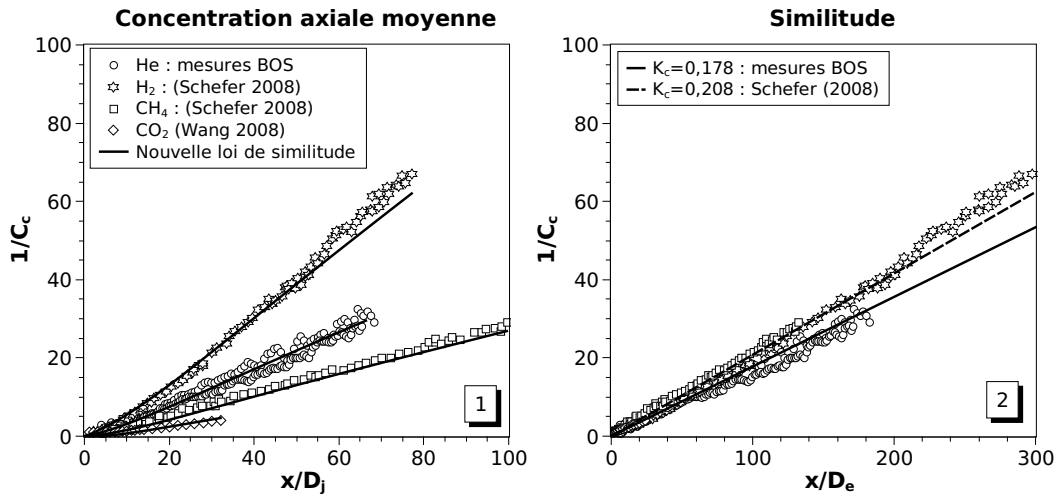 Concentration axiale moyenne
100
80
60
40
20
0
1/Cc
He : mesures BOS
H2 : (Schefer 2008)
CH4 : (Schefer 2008)
CO2 (Wang 2008)
Nouvelle loi de similitude
1
0 20 40 60 80 100
x/Dj
Similitude
100
80
60
40
20
0
1/Cc
Kc=0,178 : mesures BOS
Kc=0,208 : Schefer (2008)
2
0 100 200 300
x/De